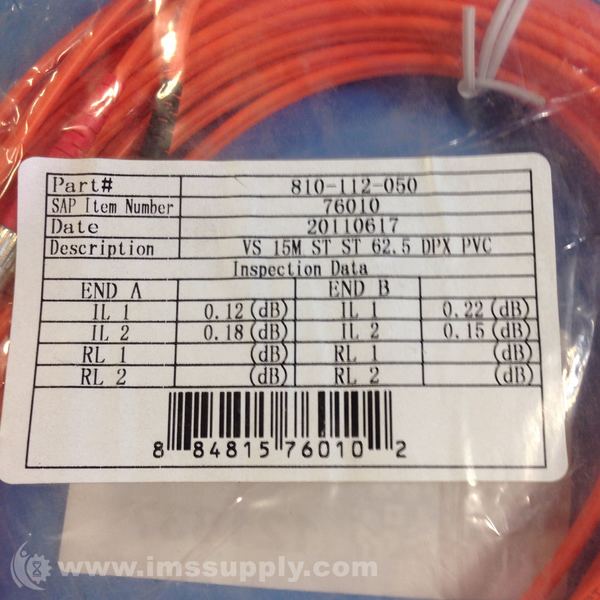 Part# 810-112-050
SAP Item Number 76010
Date 20110617
Description VS 15M ST ST 62.5 DPX PVC
Inspection Data
END A END B
IL 1 0.12(dB) IL 1 0.22(dB)
IL 2 0.18(dB) IL 2 0.15(dB)
RL 1 (dB) RL 1 (dB)
RL 2 (dB) RL 2 (dB)
8 84815 76010 2
www.imssupply.com